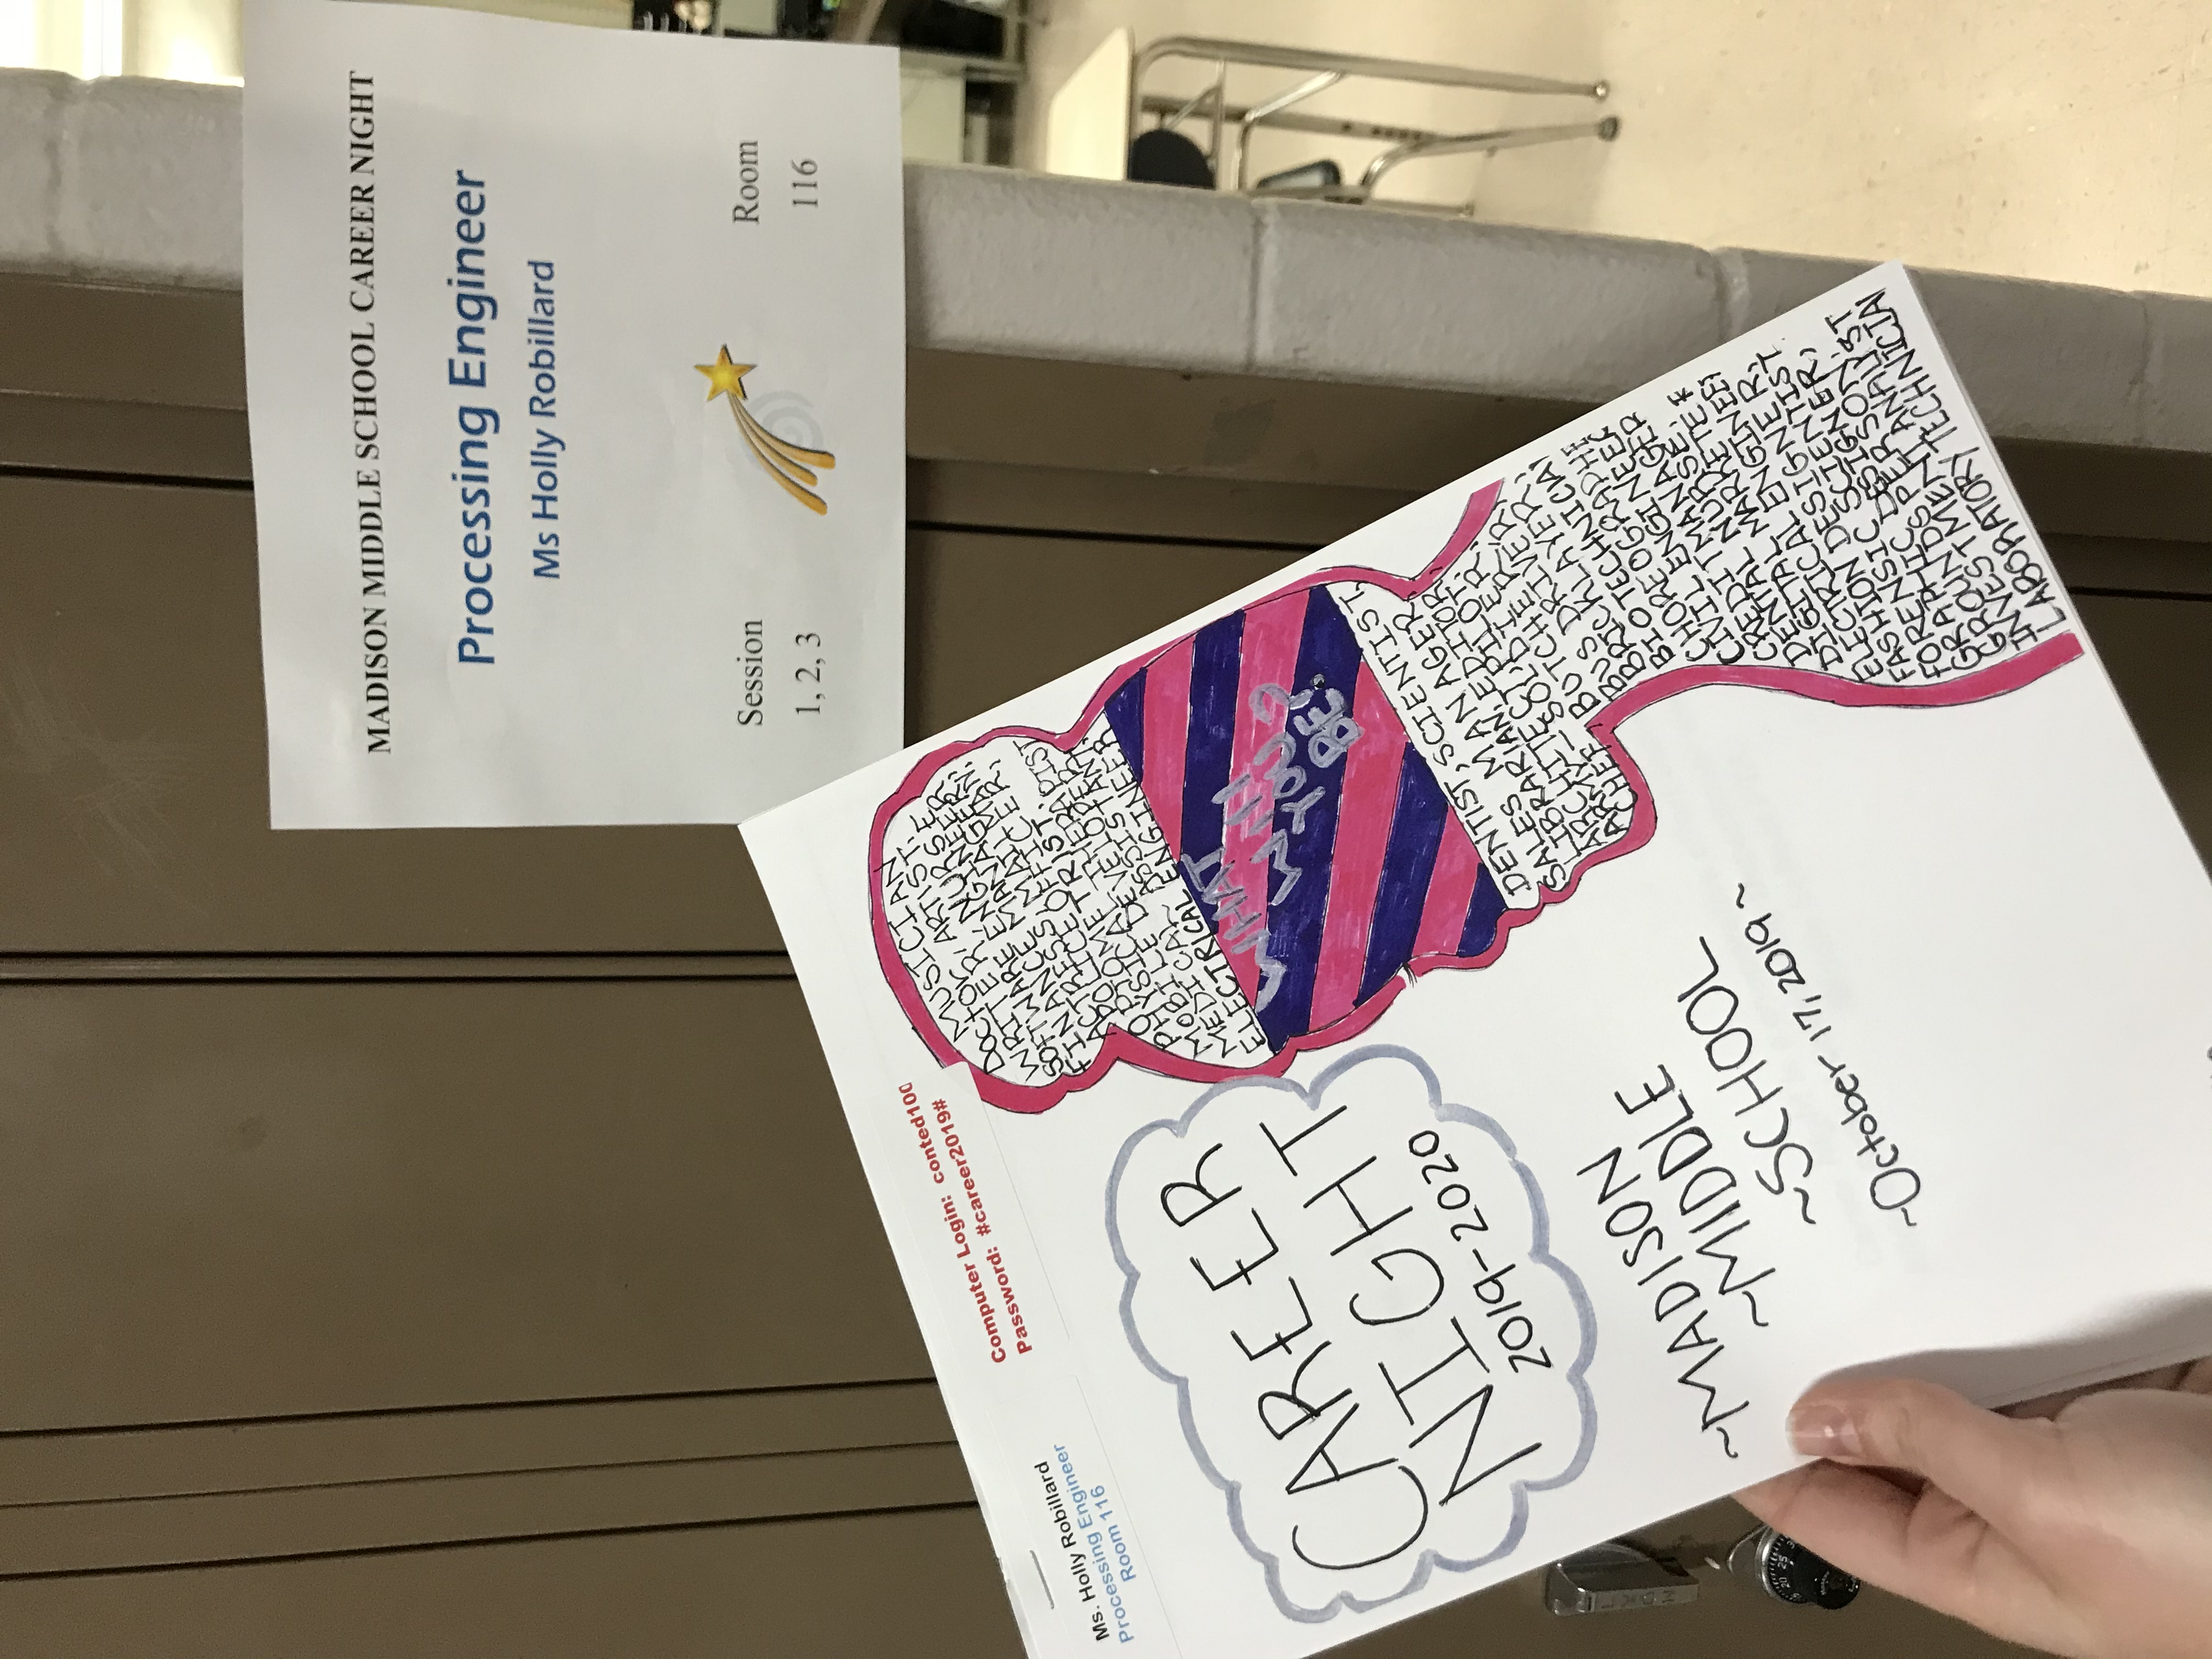 MADISON MIDDLE SCHOOL CAREER NIGHT
Processing Engineer
Ms Holly Robillard
Session
1, 2, 3
Room
116
Computer Login: conted100
Password: #career2019#
Ms. Holly Robillard
Processing Engineer
Room 116
CAREER
NIGHT
2019-2020
~MADISON
~MIDDLE
~SCHOOL
~October 17, 2019~
MUSICIAN
DOCTOR, ARTIST,
WRITER, NURSE
SOFTWARE ENGINEER
FINANCE MANAGER,
ACTRESS, MAILMAN,
POLICE OFFICER,
OPTOMETRIST,
PHYSICAL THERAPIST
MOBILE DEVELOPER
MEDICAL ASSISTANT,
ELECTRICAL ENGINEER
WHAT
Will
YOU
BE?
DENTIST, SCIENTIST,
SALES MANAGER
LIBRARIAN, EDITOR,
ARCHITECT, PILOT,
ARMY-SOLDIER,
CHEF, BUTCHER,
BUS DRIVER,
BRICKLAYER,
BIOTECHNICIAN
CHOREOGRAPHE
CIVIL ENGINEER
CREDIT MANAGER
DENTAL NURSE,
DIGITAL MARKETE
ELECTRICAL ENGINEER
FASHION DESIGNER,
FORENSIC SCIENTIST
GRAPHIC DESIGNER,
GROUNDSPERSON,
INVESTMENT ANALYST
LABORATORY TECHNICIAN
20 25